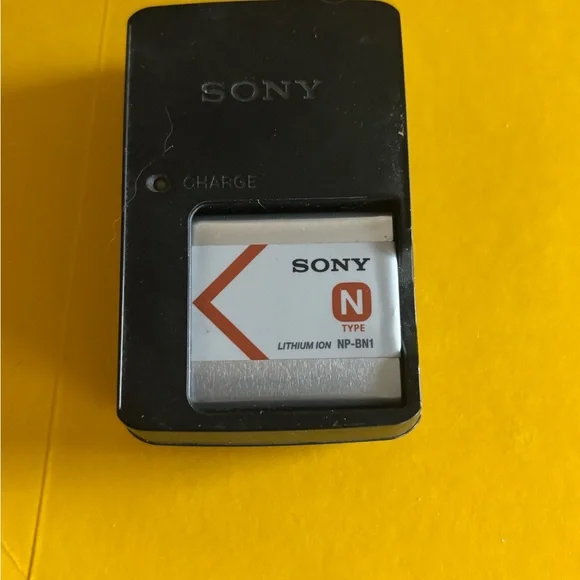 SONY
CHARGE
SONY
N
TYPE
LITHIUM ION NP-BN1